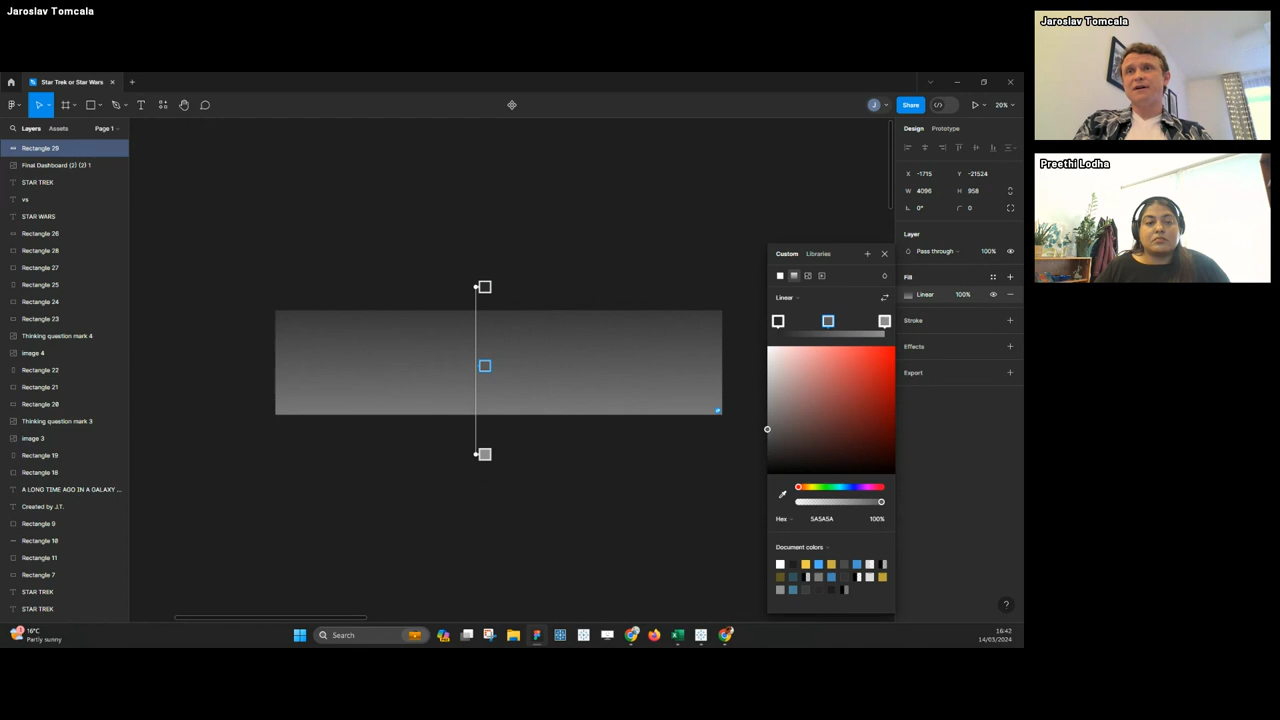 Jaroslav Tomcala
Star Trek or Star Wars
Share
20%
Layers
Assets
Page 1
Rectangle 29
Final Dashboard (2) (2) 1
STAR TREK
vs
STAR WARS
Rectangle 26
Rectangle 28
Rectangle 27
Rectangle 25
Rectangle 24
Rectangle 23
Thinking question mark 4
image 4
Rectangle 22
Rectangle 21
Rectangle 20
Thinking question mark 3
image 3
Rectangle 19
Rectangle 18
A LONG TIME AGO IN A GALAXY ...
Created by J.T.
Rectangle 9
Rectangle 10
Rectangle 11
Rectangle 7
STAR TREK
STAR TREK
Custom
Libraries
Linear
Hex
5A5A5A
100%
Document colors
Design
Prototype
X -1715
Y -21524
W 4096
H 958
0°
0
Layer
Pass through
100%
Fill
Linear
100%
Stroke
Effects
Export
?
16°C
Partly sunny
Search
16:42
14/03/2024
Jaroslav Tomcala
Preethi Lodha